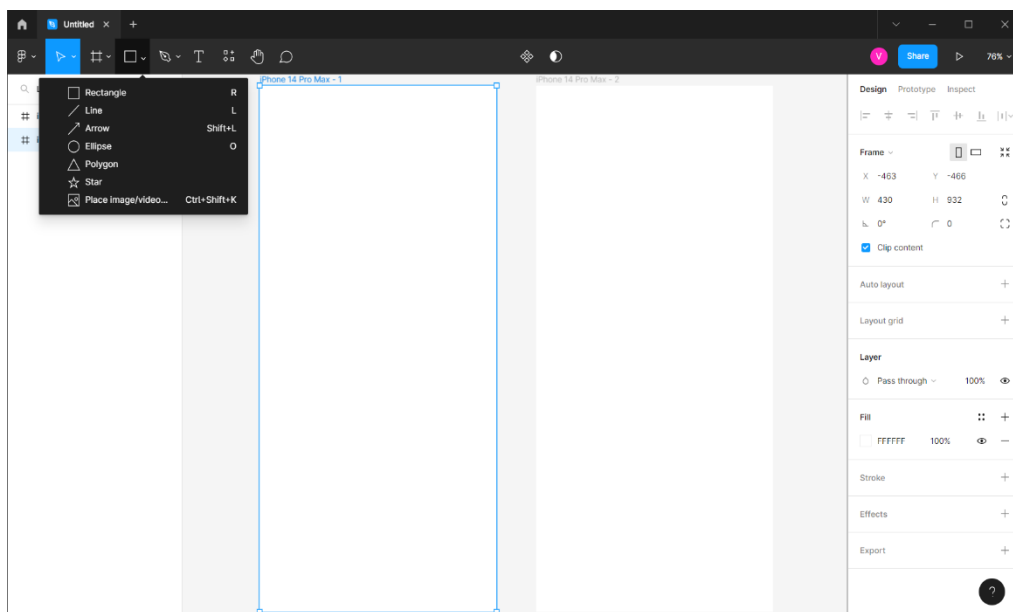 Untitled
Share
76%
Rectangle R
Line L
Arrow Shift+L
Ellipse O
Polygon
Star
Place image/video... Ctrl+Shift+K
iPhone 14 Pro Max - 1
iPhone 14 Pro Max - 2
V
Design Prototype Inspect
Frame
X -463 Y -466
W 430 H 932
0° 0
Clip content
Auto layout
Layout grid
Layer
Pass through 100%
Fill
FFFFFF 100%
Stroke
Effects
Export
?